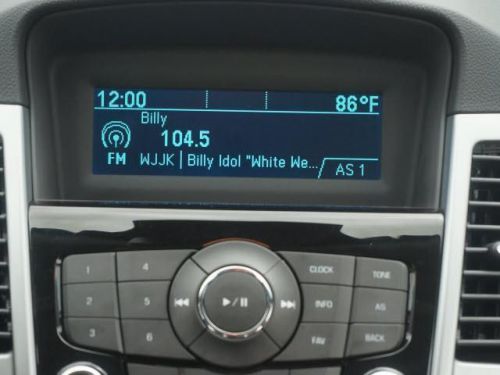 12:00 86°F
Billy
104.5
FM WJJK | Billy Idol "White We... AS 1
1 4 CLOCK TONE
2 5 INFO AS
3 6 FAV BACK